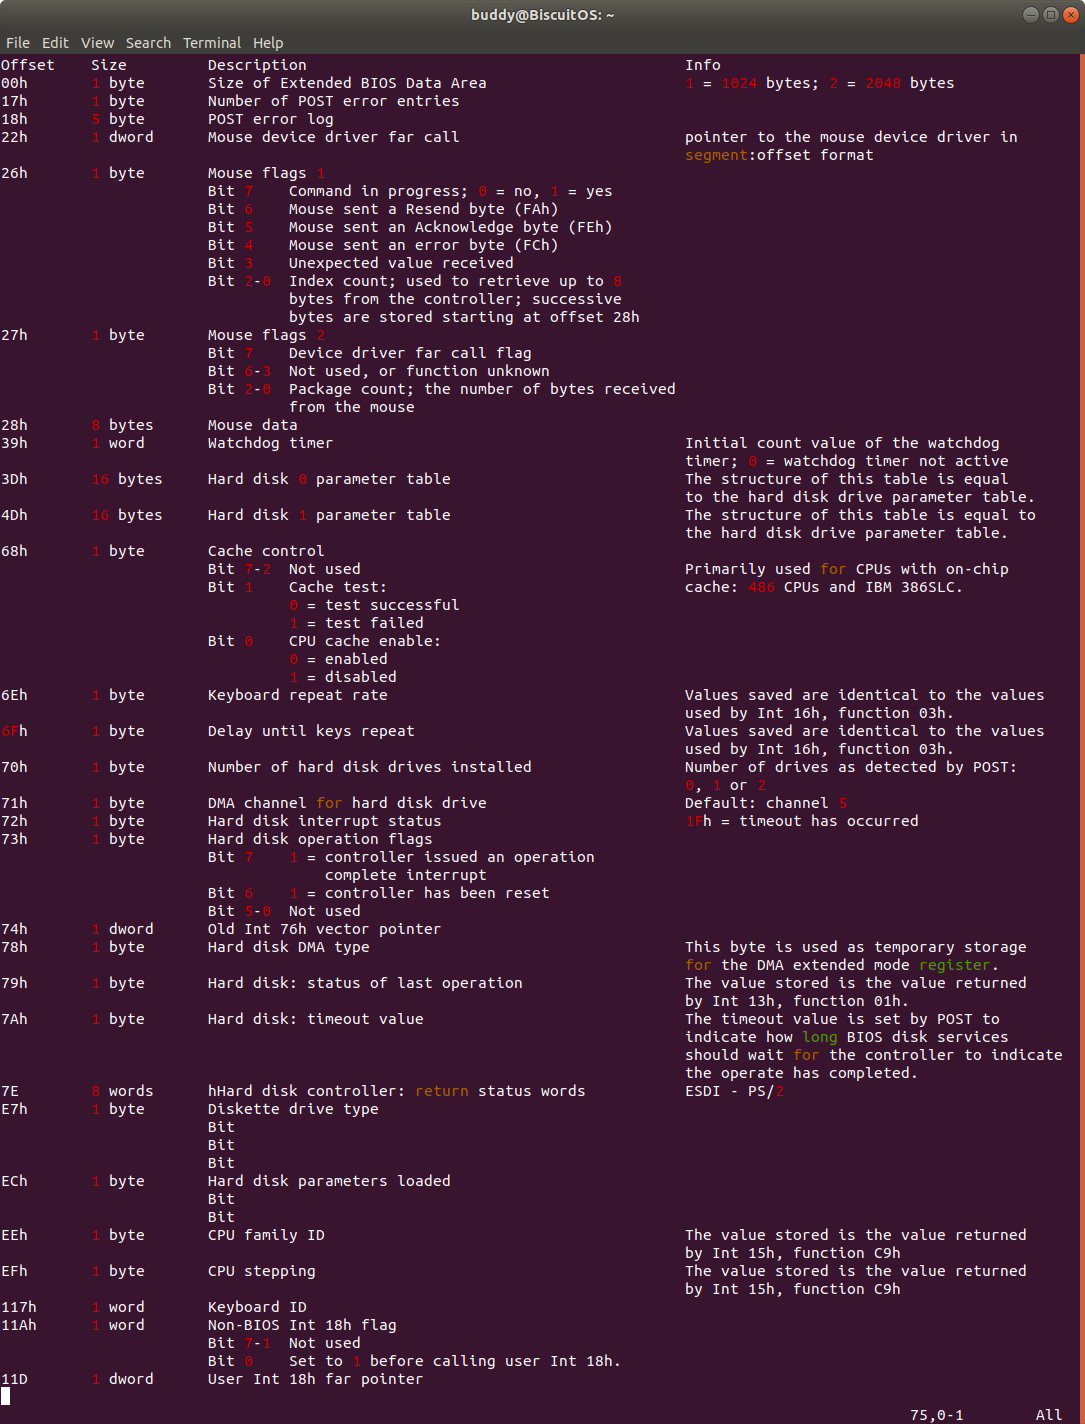 buddy@BiscuitOS: ~
File Edit View Search Terminal Help
Offset Size Description Info
00h 1 byte Size of Extended BIOS Data Area 1 = 1024 bytes; 2 = 2048 bytes
17h 1 byte Number of POST error entries
18h 5 byte POST error log
22h 1 dword Mouse device driver far call pointer to the mouse device driver in
segment:offset format
26h 1 byte Mouse flags 1
Bit 7 Command in progress; 0 = no, 1 = yes
Bit 6 Mouse sent a Resend byte (FAh)
Bit 5 Mouse sent an Acknowledge byte (FEh)
Bit 4 Mouse sent an error byte (FCh)
Bit 3 Unexpected value received
Bit 2-0 Index count; used to retrieve up to 8
bytes from the controller; successive
bytes are stored starting at offset 28h
27h 1 byte Mouse flags 2
Bit 7 Device driver far call flag
Bit 6-3 Not used, or function unknown
Bit 2-0 Package count; the number of bytes received
from the mouse
28h 8 bytes Mouse data
39h 1 word Watchdog timer Initial count value of the watchdog
timer; 0 = watchdog timer not active
3Dh 16 bytes Hard disk 0 parameter table The structure of this table is equal
to the hard disk drive parameter table.
4Dh 16 bytes Hard disk 1 parameter table The structure of this table is equal to
the hard disk drive parameter table.
68h 1 byte Cache control
Bit 7-2 Not used Primarily used for CPUs with on-chip
Bit 1 Cache test: cache: 486 CPUs and IBM 386SLC.
0 = test successful
1 = test failed
Bit 0 CPU cache enable:
0 = enabled
1 = disabled
6Eh 1 byte Keyboard repeat rate Values saved are identical to the values
used by Int 16h, function 03h.
6Fh 1 byte Delay until keys repeat Values saved are identical to the values
used by Int 16h, function 03h.
70h 1 byte Number of hard disk drives installed Number of drives as detected by POST:
0, 1 or 2
71h 1 byte DMA channel for hard disk drive Default: channel 5
72h 1 byte Hard disk interrupt status 1Fh = timeout has occurred
73h 1 byte Hard disk operation flags
Bit 7 1 = controller issued an operation
complete interrupt
Bit 6 1 = controller has been reset
Bit 5-0 Not used
74h 1 dword Old Int 76h vector pointer
78h 1 byte Hard disk DMA type This byte is used as temporary storage
for the DMA extended mode register.
79h 1 byte Hard disk: status of last operation The value stored is the value returned
by Int 13h, function 01h.
7Ah 1 byte Hard disk: timeout value The timeout value is set by POST to
indicate how long BIOS disk services
should wait for the controller to indicate
the operate has completed.
7E 8 words hHard disk controller: return status words ESDI - PS/2
E7h 1 byte Diskette drive type
Bit
Bit
Bit
ECh 1 byte Hard disk parameters loaded
Bit
Bit
EEh 1 byte CPU family ID The value stored is the value returned
by Int 15h, function C9h
EFh 1 byte CPU stepping The value stored is the value returned
by Int 15h, function C9h
117h 1 word Keyboard ID
11Ah 1 word Non-BIOS Int 18h flag
Bit 7-1 Not used
Bit 0 Set to 1 before calling user Int 18h.
11D 1 dword User Int 18h far pointer
75,0-1 All